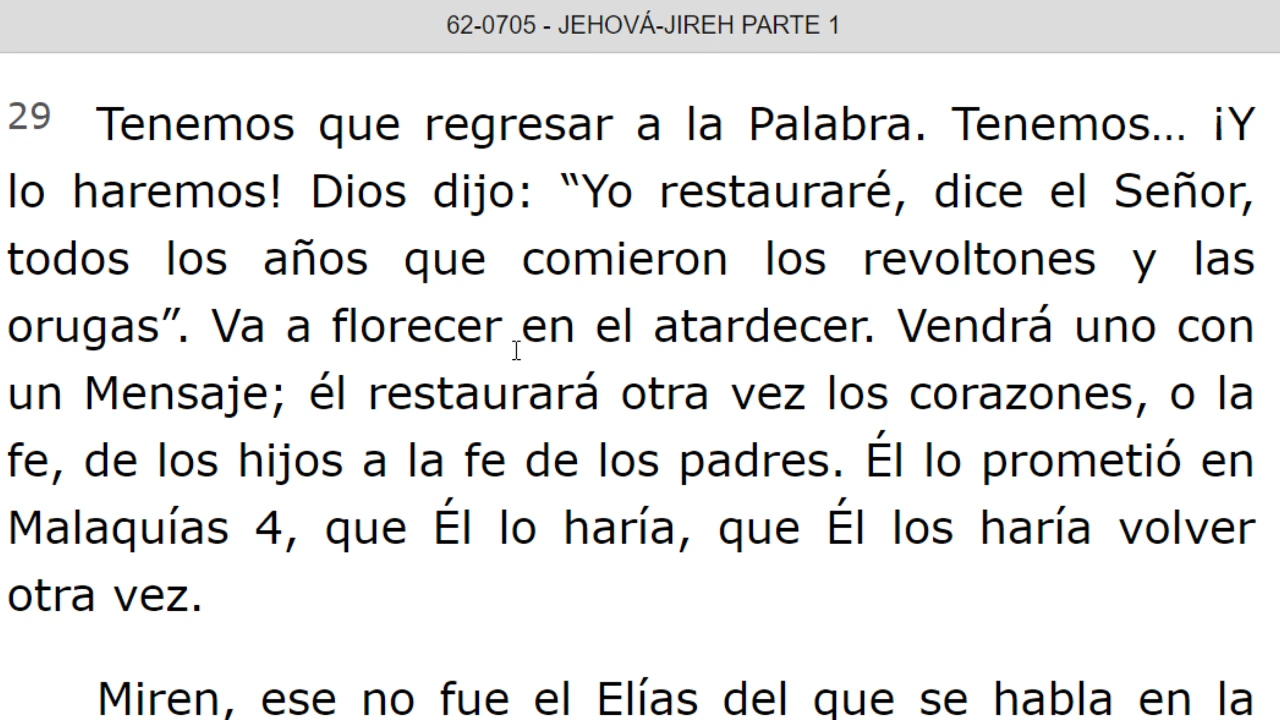 62-0705 - JEHOVÁ-JIREH PARTE 1
29 Tenemos que regresar a la Palabra. Tenemos... ¡Y
lo haremos! Dios dijo: “Yo restauraré, dice el Señor,
todos los años que comieron los revoltones y las
orugas”. Va a florecer en el atardecer. Vendrá uno con
un Mensaje; él restaurará otra vez los corazones, o la
fe, de los hijos a la fe de los padres. Él lo prometió en
Malaquías 4, que Él lo haría, que Él los haría volver
otra vez.
Miren, ese no fue el Elías del que se habla en la